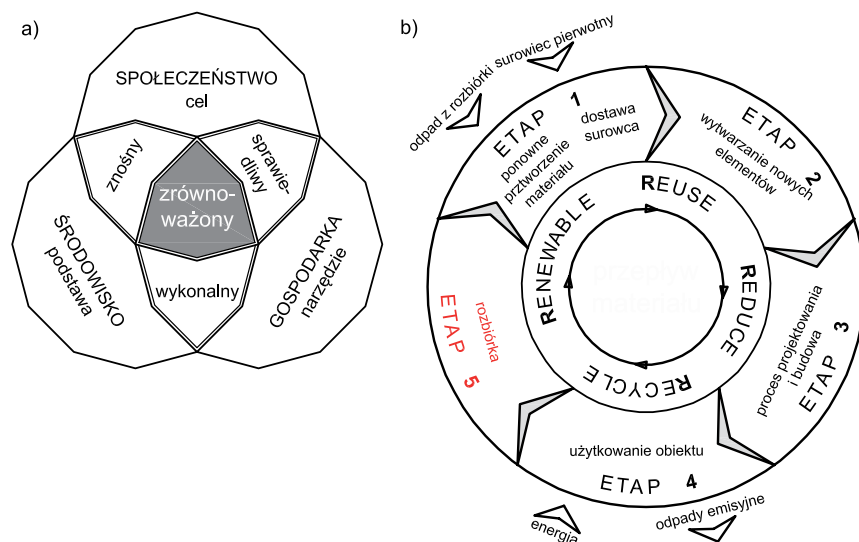 a)
SPOŁECZEŃSTWO
cel
znośny
sprawie-
dliwy
zrówno-
ważony
ŚRODOWISKO
podstawa
wykonalny
GOSPODARKA
narzędzie
b)
odpad z rozbiórki
surowiec pierwotny
ETAP 1
dostawa
surowca
ponowne
prztworzenie
materiału
ETAP 2
wytwarzanie nowych
elementów
ETAP 3
proces projektowania
i budowa
ETAP 4
użytkowanie obiektu
ETAP 5
rozbiórka
REUSE
REDUCE
RECYCLE
RENEWABLE
przepływ
materiału
energia
odpady emisyjne